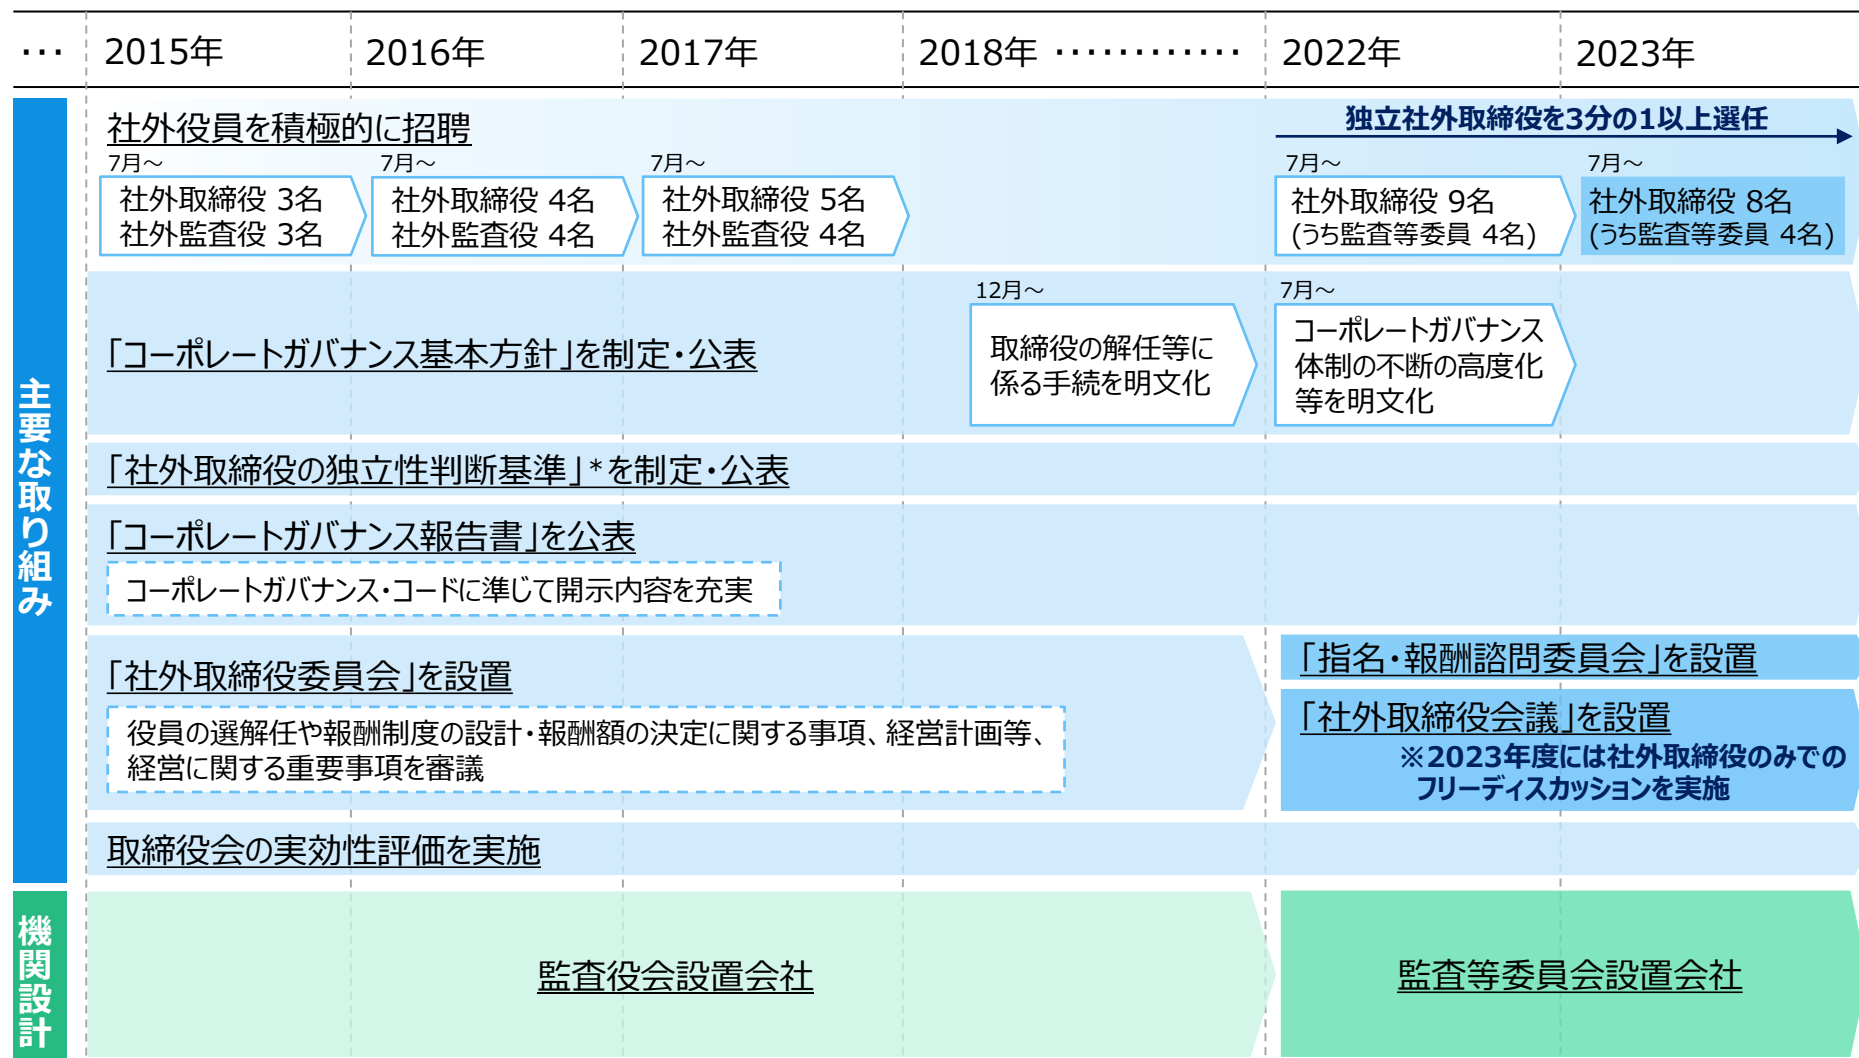 … 2015年 2016年 2017年 2018年 ………… 2022年 2023年
主要な取り組み
社外役員を積極的に招聘
独立社外取締役を3分の1以上選任
7月～
社外取締役 3名
社外監査役 3名
7月～
社外取締役 4名
社外監査役 4名
7月～
社外取締役 5名
社外監査役 4名
7月～
社外取締役 9名
(うち監査等委員 4名)
7月～
社外取締役 8名
(うち監査等委員 4名)
「コーポレートガバナンス基本方針」を制定・公表
12月～
取締役の解任等に
係る手続を明文化
7月～
コーポレートガバナンス
体制の不断の高度化
等を明文化
「社外取締役の独立性判断基準」*を制定・公表
「コーポレートガバナンス報告書」を公表
コーポレートガバナンス・コードに準じて開示内容を充実
「社外取締役委員会」を設置
役員の選解任や報酬制度の設計・報酬額の決定に関する事項、経営計画等、
経営に関する重要事項を審議
「指名・報酬諮問委員会」を設置
「社外取締役会議」を設置
※2023年度には社外取締役のみでの
フリーディスカッションを実施
取締役会の実効性評価を実施
機関設計
監査役会設置会社
監査等委員会設置会社